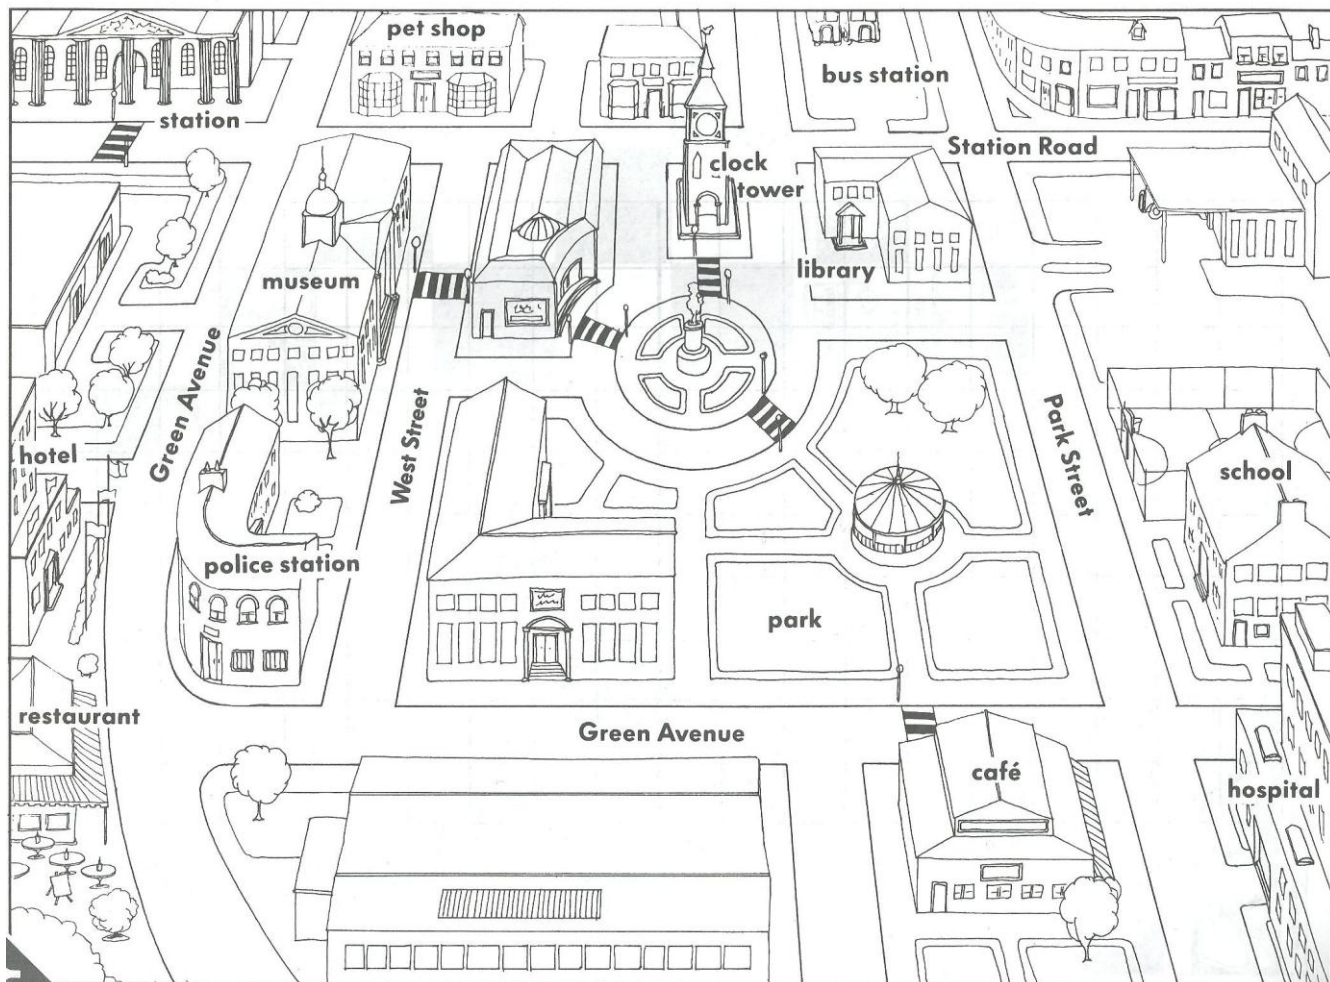 pet shop
bus station
station
Station Road
clock
tower
library
museum
Green Avenue
West Street
Park Street
hotel
school
police station
park
restaurant
Green Avenue
café
hospital